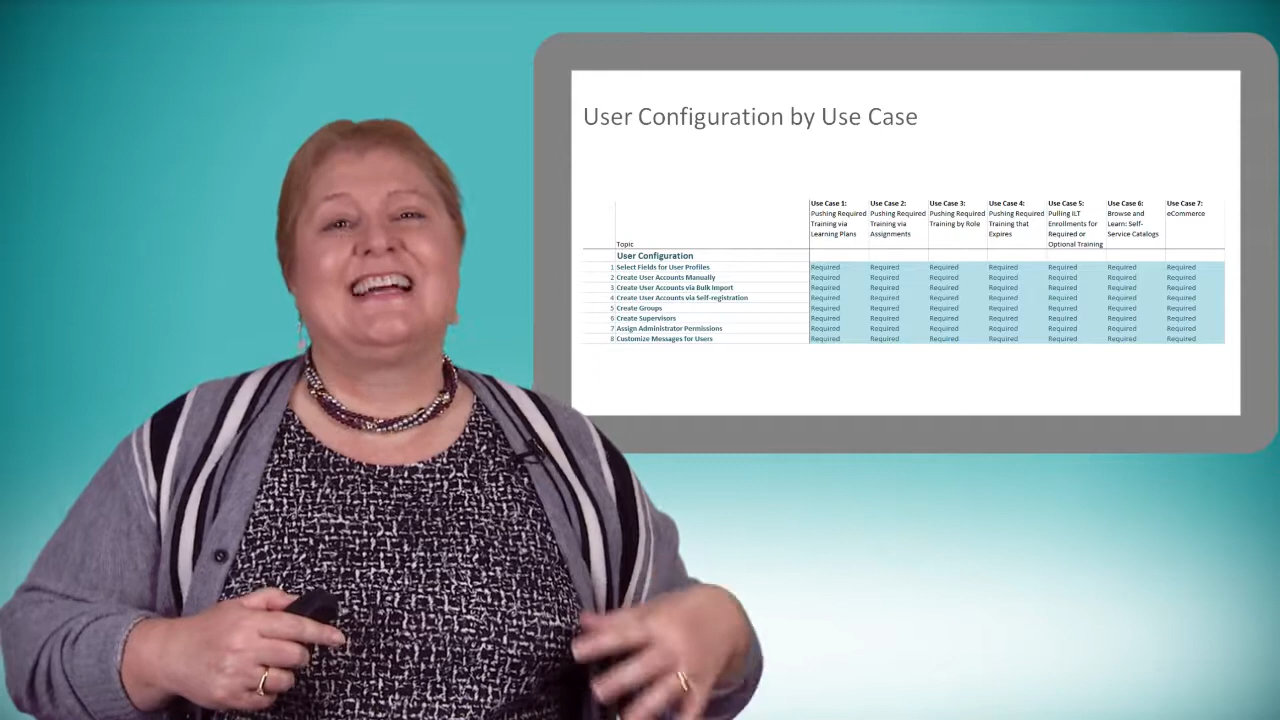 User Configuration by Use Case
Use Case 1: Use Case 2: Use Case 3: Use Case 4: Use Case 5: Use Case 6: Use Case 7:
Pushing Required Pushing Required Pushing Required Pushing Required Pulling ILT Browse and eCommerce
Training via Training via Training by Role Training that Enrollments for Learn: Self-
Learning Plans Assignments Expires Required or Service Catalogs
Topic Optional Training
User Configuration
1 Select Fields for User Profiles Required Required Required Required Required Required Required
2 Create User Accounts Manually Required Required Required Required Required Required Required
3 Create User Accounts via Bulk Import Required Required Required Required Required Required Required
4 Create User Accounts via Self-registration Required Required Required Required Required Required Required
5 Create Groups Required Required Required Required Required Required Required
6 Create Supervisors Required Required Required Required Required Required Required
7 Assign Administrator Permissions Required Required Required Required Required Required Required
8 Customize Messages for Users Required Required Required Required Required Required Required